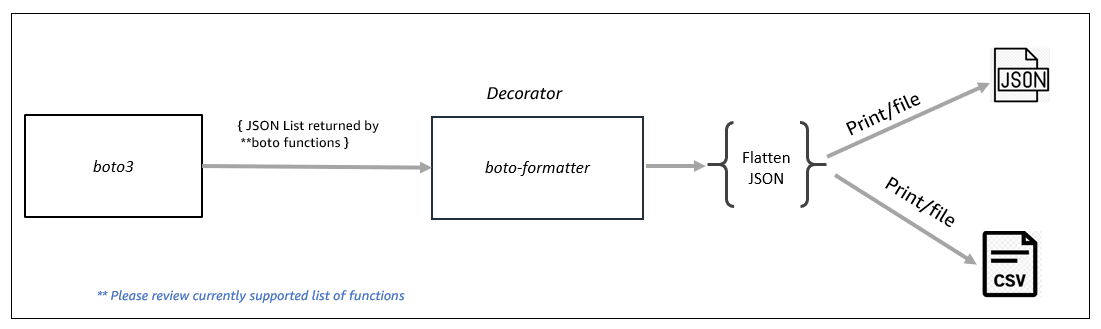 Decorator
boto3
{ JSON List returned by
**boto functions }
boto-formatter
Flatten
JSON
Print/file
JSON
Print/file
CSV
** Please review currently supported list of functions